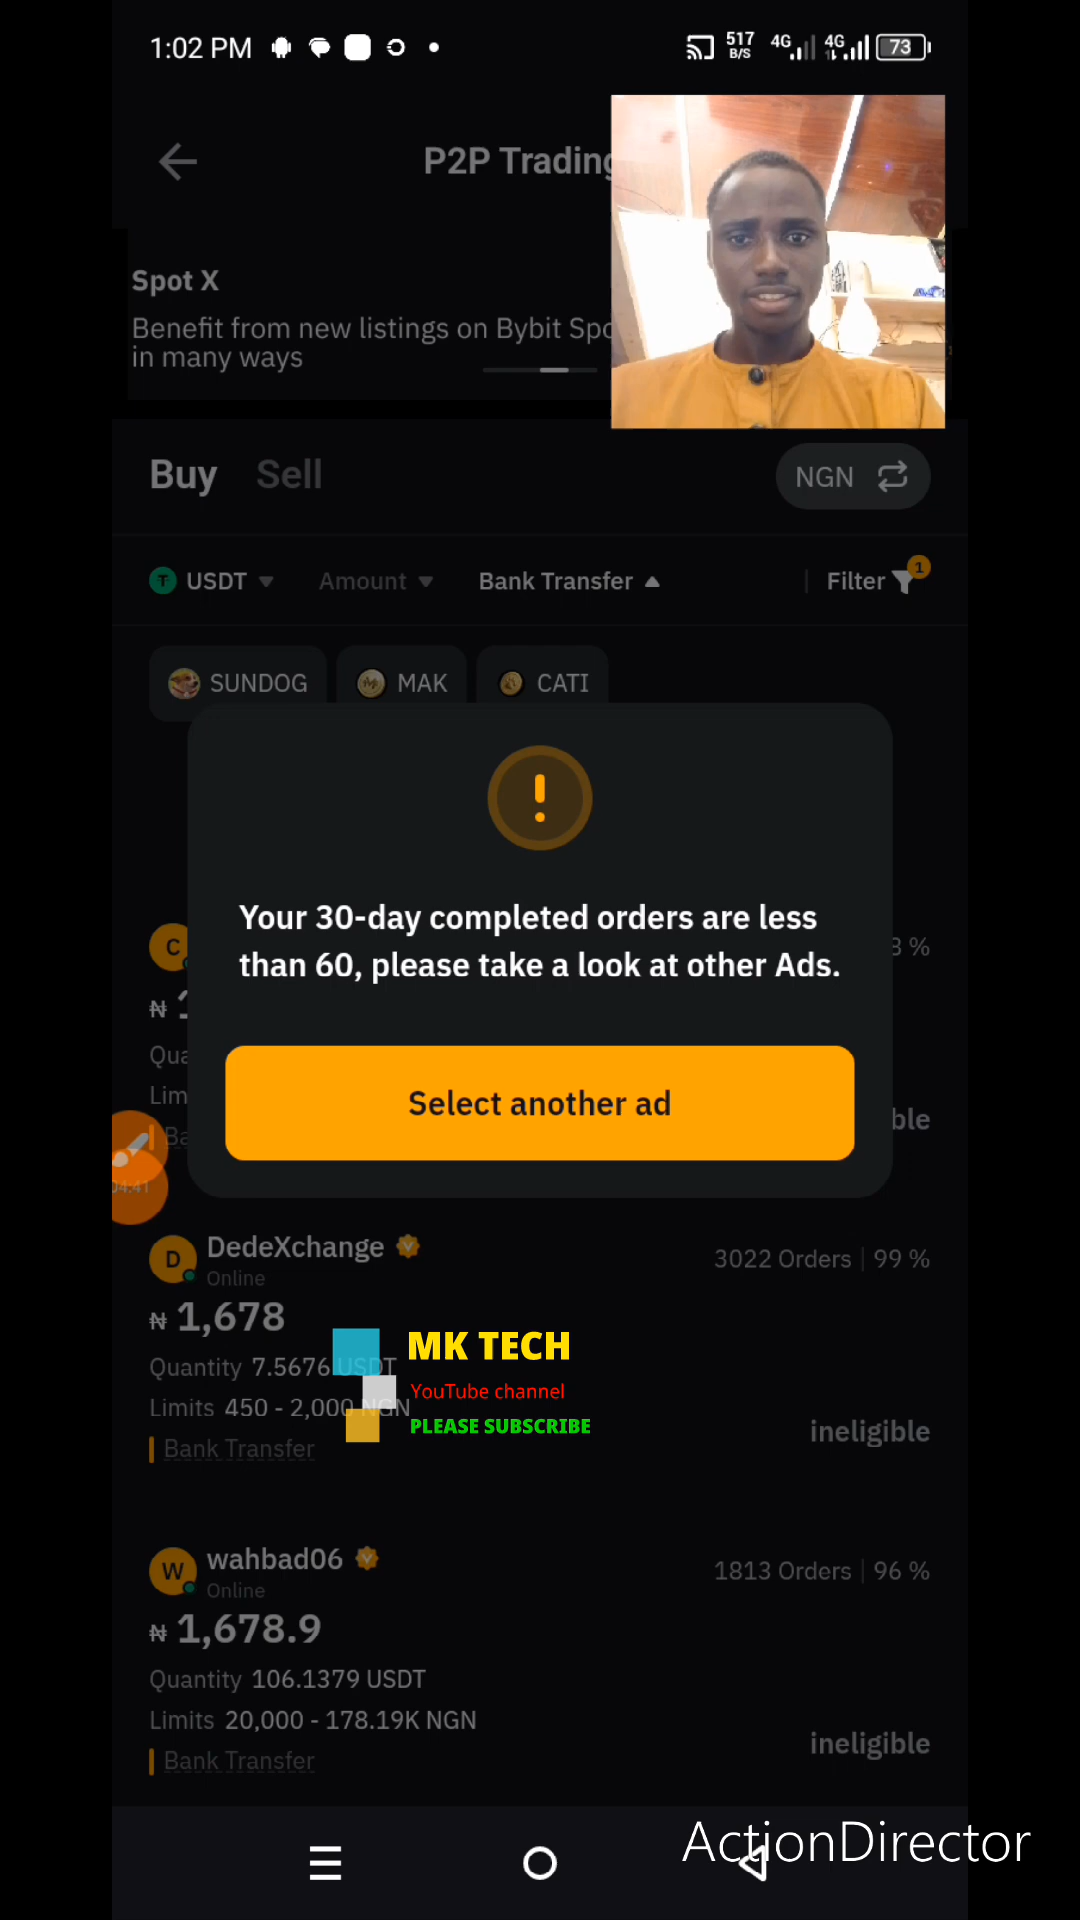 1:02 PM
517
B/S
4G
4G
73
P2P Trading
Spot X
Benefit from new listings on Bybit
in many ways
Buy Sell
NGN
USDT Amount Bank Transfer Filter 1
SUNDOG MAK CATI
Your 30-day completed orders are less
than 60, please take a look at other Ads.
Select another ad
C
%
04:41
D
DedeXchange
3022 Orders | 99 %
Online
₦ 1,678
Quantity 7.5676 USDT
Limits 450 - 2,000 NGN
Bank Transfer
ineligible
MK TECH
YouTube channel
PLEASE SUBSCRIBE
W
wahbad06
1813 Orders | 96 %
Online
₦ 1,678.9
Quantity 106.1379 USDT
Limits 20,000 - 178.19K NGN
Bank Transfer
ineligible
ActionDirector